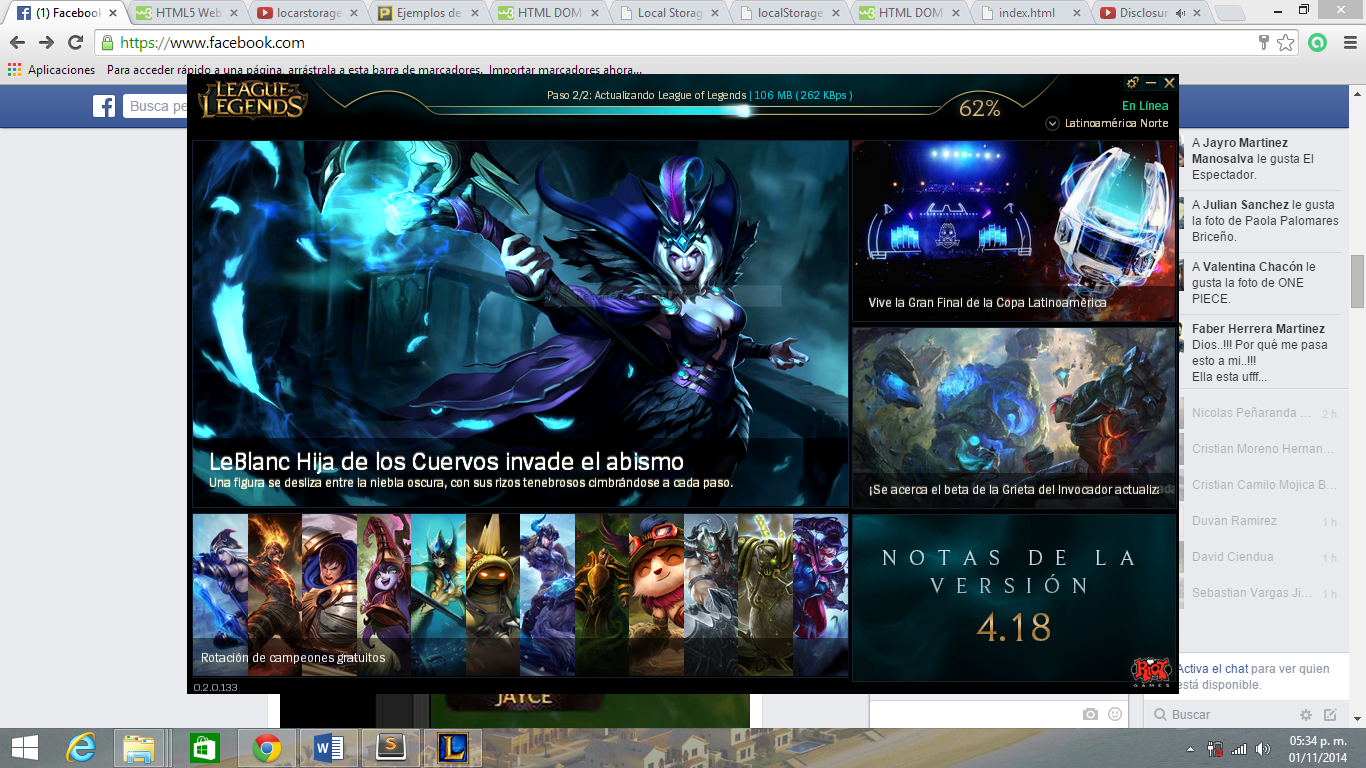 (1) Facebook
HTML5 Web
locarstorage
Ejemplos de
HTML DOM
Local Storag
localStorage
HTML DOM
index.html
Disclosur
https://www.facebook.com
Aplicaciones
Para acceder rápido a una página, arrástrala a esta barra de marcadores. Importar marcadores ahora...
Busca pe
LEAGUE OF LEGENDS
Paso 2/2: Actualizando League of Legends | 106 MB ( 262 KBps )
62%
En Línea
Latinoamérica Norte
LeBlanc Hija de los Cuervos invade el abismo
Una figura se desliza entre la niebla oscura, con sus rizos tenebrosos cimbrándose a cada paso.
Vive la Gran Final de la Copa Latinoamérica
¡Se acerca el beta de la Grieta del Invocador actualiza
Rotación de campeones gratuitos
NOTAS DE LA
VERSIÓN
4.18
RIOT
GAMES
0.2.0.133
JAYCE
A Jayro Martinez
Manosalva le gusta El
Espectador.
A Julian Sanchez le gusta
la foto de Paola Palomares
Briceño.
A Valentina Chacón le
gusta la foto de ONE
PIECE.
Faber Herrera Martinez
Dios..!!! Por qué me pasa
esto a mi..!!!
Ella esta ufff...
Nicolas Peñaranda ... 2 h
Cristian Moreno Hernan...
Cristian Camilo Mojica B...
Duvan Ramirez 1 h
David Ciendua 1 h
Sebastian Vargas Ji... 1 h
Activa el chat para ver quien
está disponible.
Buscar
05:34 p. m.
01/11/2014